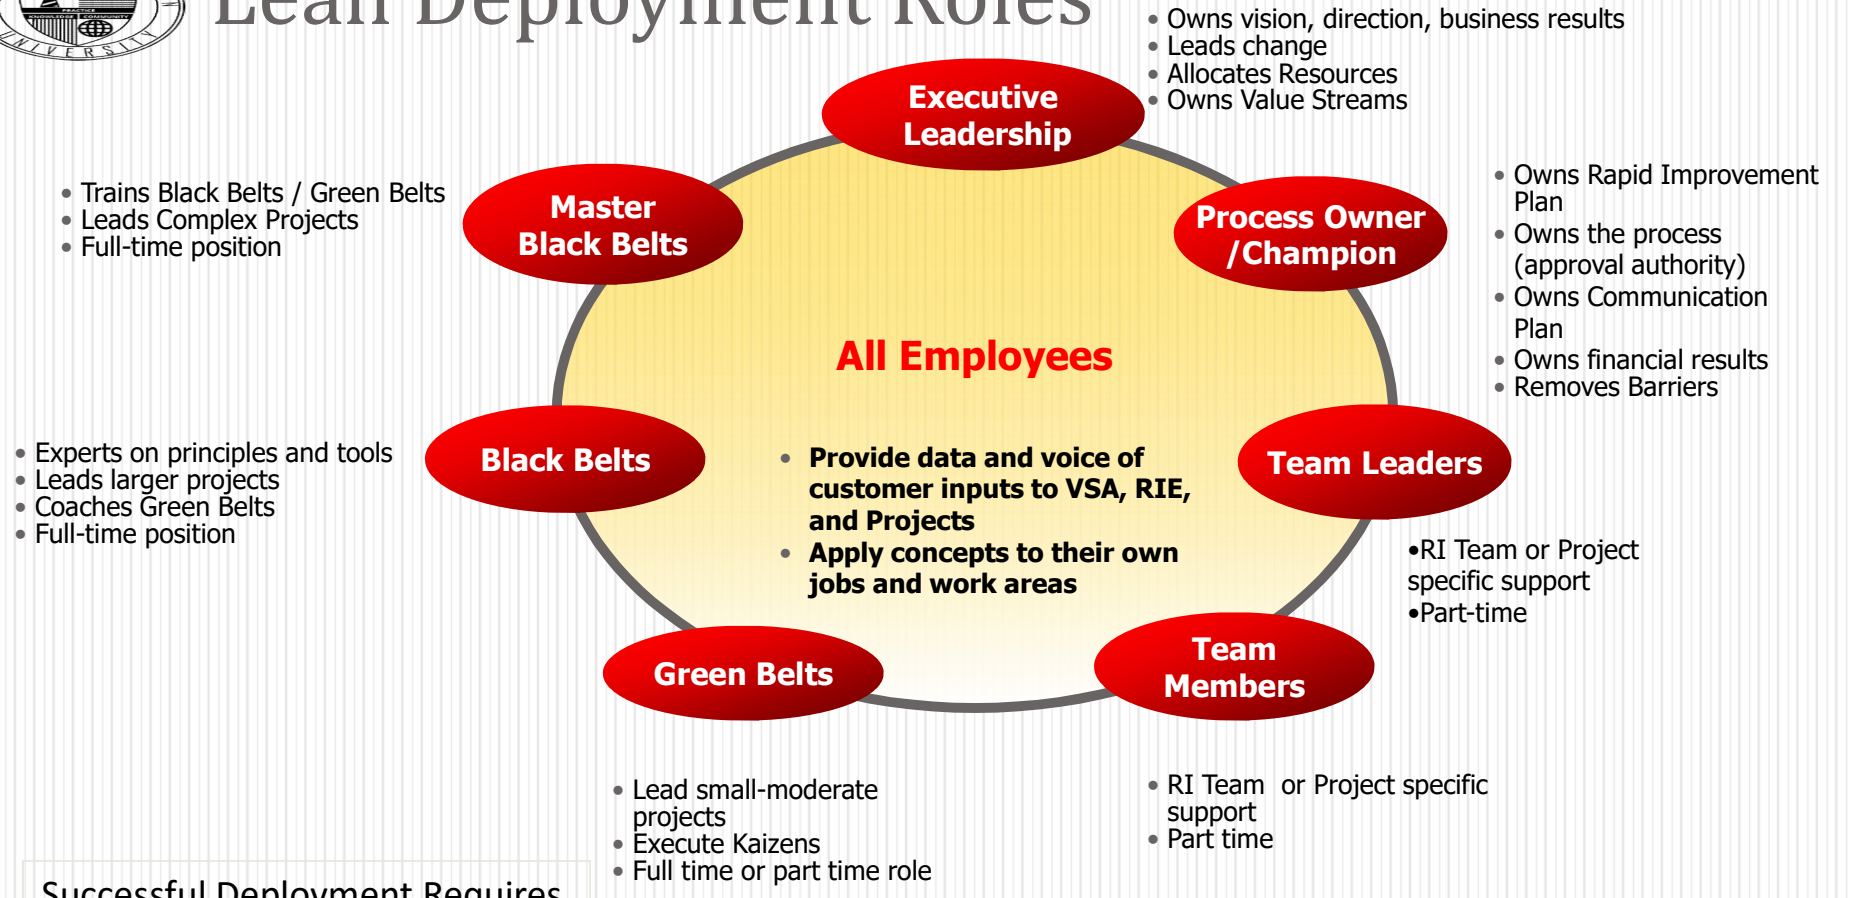 PRACTICE
KNOWLEDGE COMMUNITY
UNIVERSITY
Lean Deployment Roles
• Owns vision, direction, business results
• Leads change
• Allocates Resources
• Owns Value Streams
Executive
Leadership
• Trains Black Belts / Green Belts
• Leads Complex Projects
• Full-time position
Master
Black Belts
Process Owner
/Champion
• Owns Rapid Improvement
Plan
• Owns the process
(approval authority)
• Owns Communication
Plan
• Owns financial results
• Removes Barriers
All Employees
• Provide data and voice of
customer inputs to VSA, RIE,
and Projects
• Apply concepts to their own
jobs and work areas
• Experts on principles and tools
• Leads larger projects
• Coaches Green Belts
• Full-time position
Black Belts
Team Leaders
•RI Team or Project
specific support
•Part-time
Green Belts
Team
Members
• Lead small-moderate
projects
• Execute Kaizens
• Full time or part time role
• RI Team  or Project specific
support
• Part time
Successful Deployment Requires